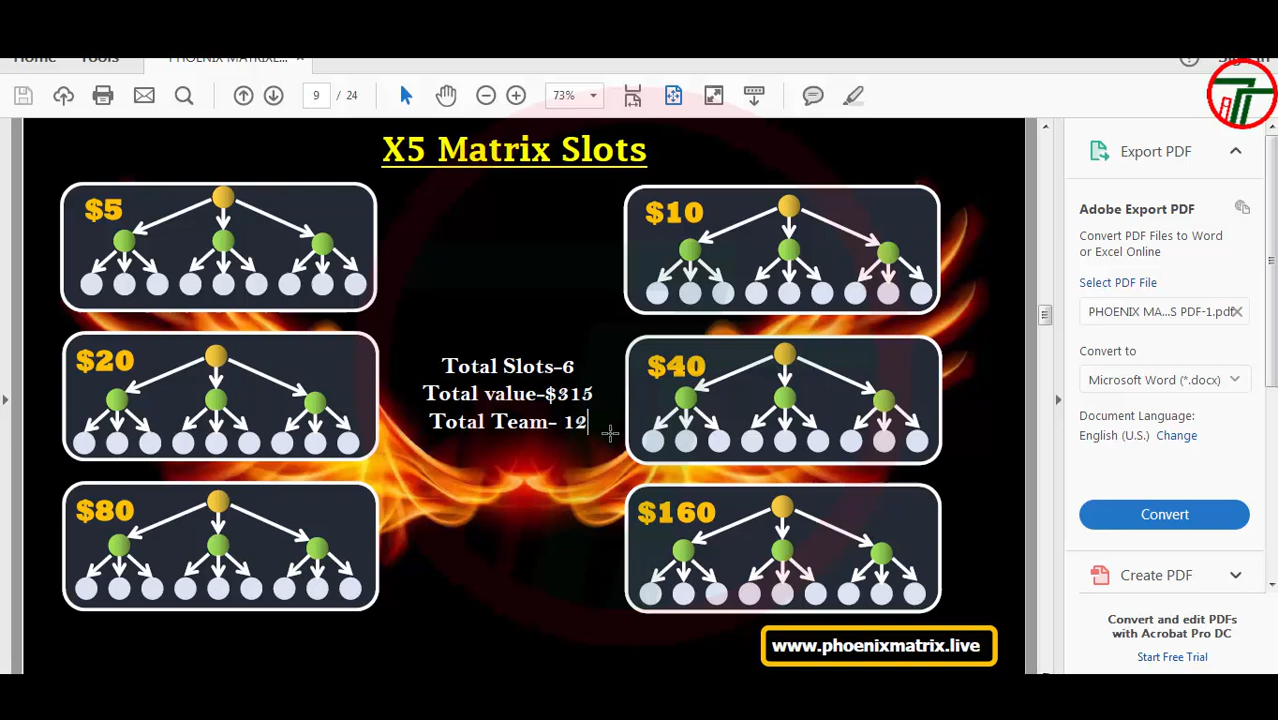 Home Tools PHOENIX MATRIXL...
9 / 24
73%
X5 Matrix Slots
$5
$10
$20
$40
Total Slots-6
Total value-$315
Total Team- 12
$80
$160
www.phoenixmatrix.live
Export PDF
Adobe Export PDF
Convert PDF Files to Word
or Excel Online
Select PDF File
PHOENIX MA...S PDF-1.pdf
Convert to
Microsoft Word (*.docx)
Document Language:
English (U.S.) Change
Convert
Create PDF
Convert and edit PDFs
with Acrobat Pro DC
Start Free Trial